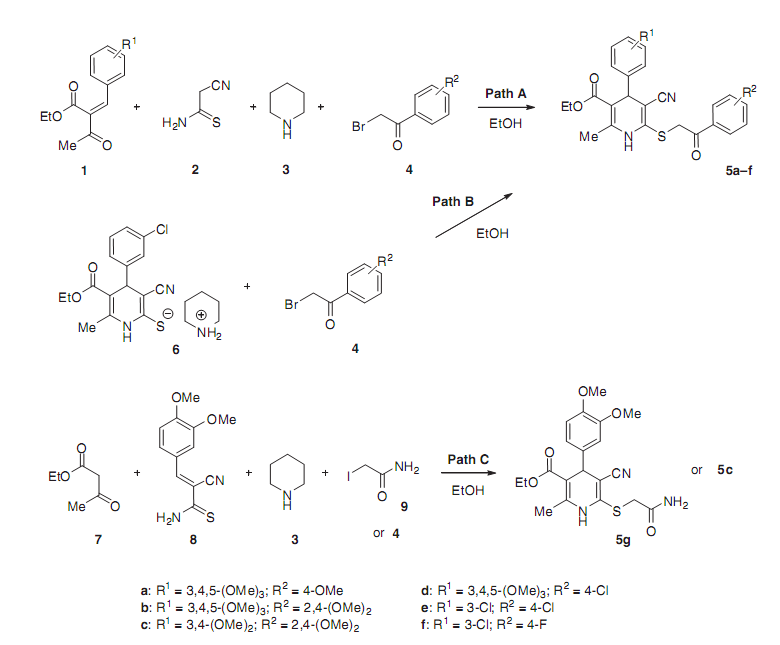 R¹
O
EtO
Me
O
1
+
CN
H₂N
S
2
+
N
H
3
+
R²
Br
O
4
Path A
EtOH
R¹
O
EtO
CN
Me
N
H
S
O
R²
5a–f
Path B
EtOH
Cl
O
EtO
CN
Me
N
H
S
⊖
⊕
NH₂
6
+
R²
Br
O
4
O
EtO
Me
O
7
+
OMe
OMe
CN
H₂N
S
8
+
N
H
3
+
I
NH₂
O
9
or 4
Path C
EtOH
OMe
OMe
O
EtO
CN
Me
N
H
S
NH₂
O
5g
or 5c
a: R¹ = 3,4,5-(OMe)₃; R² = 4-OMe
b: R¹ = 3,4,5-(OMe)₃; R² = 2,4-(OMe)₂
c: R¹ = 3,4-(OMe)₂; R² = 2,4-(OMe)₂
d: R¹ = 3,4,5-(OMe)₃; R² = 4-Cl
e: R¹ = 3-Cl; R² = 4-Cl
f: R¹ = 3-Cl; R² = 4-F